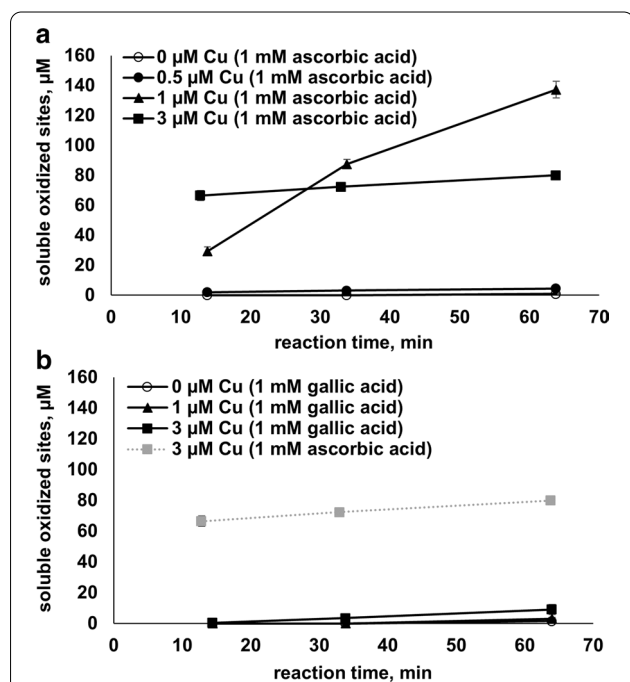 a
0 µM Cu (1 mM ascorbic acid)
0.5 µM Cu (1 mM ascorbic acid)
1 µM Cu (1 mM ascorbic acid)
3 µM Cu (1 mM ascorbic acid)
soluble oxidized sites, µM
160
140
120
100
80
60
40
20
0
0 10 20 30 40 50 60 70
reaction time, min
b
0 µM Cu (1 mM gallic acid)
1 µM Cu (1 mM gallic acid)
3 µM Cu (1 mM gallic acid)
3 µM Cu (1 mM ascorbic acid)
soluble oxidized sites, µM
160
140
120
100
80
60
40
20
0
0 10 20 30 40 50 60 70
reaction time, min